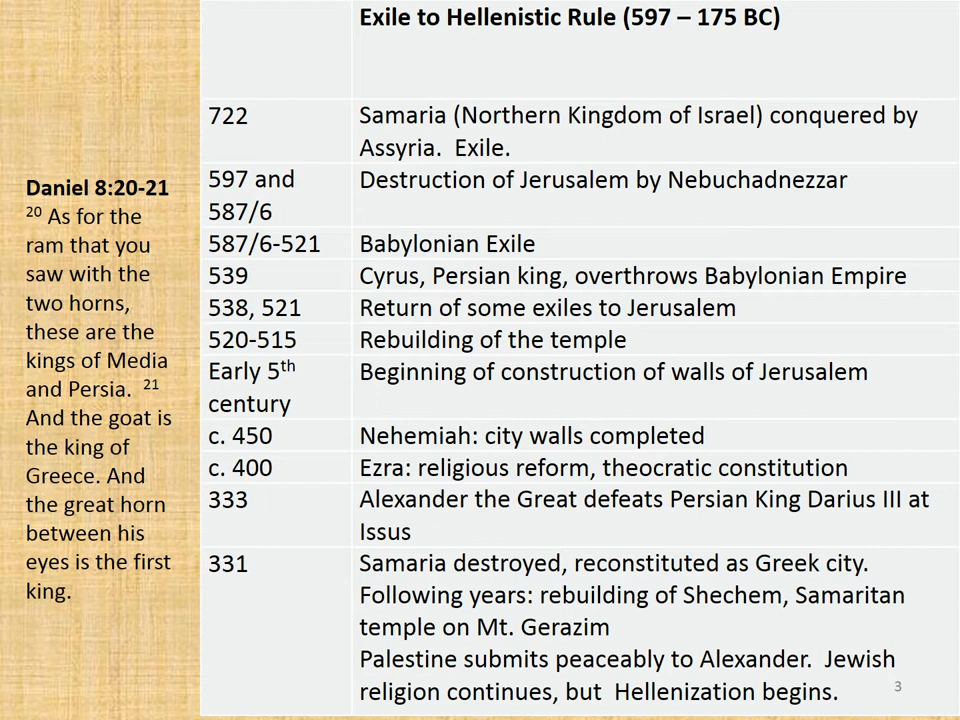 Exile to Hellenistic Rule (597 – 175 BC)
722 Samaria (Northern Kingdom of Israel) conquered by
Assyria.  Exile.
597 and Destruction of Jerusalem by Nebuchadnezzar
587/6
587/6-521 Babylonian Exile
539 Cyrus, Persian king, overthrows Babylonian Empire
538, 521 Return of some exiles to Jerusalem
520-515 Rebuilding of the temple
Early 5th Beginning of construction of walls of Jerusalem
century
c. 450 Nehemiah: city walls completed
c. 400 Ezra: religious reform, theocratic constitution
333 Alexander the Great defeats Persian King Darius III at
Issus
331 Samaria destroyed, reconstituted as Greek city.
Following years: rebuilding of Shechem, Samaritan
temple on Mt. Gerazim
Palestine submits peaceably to Alexander.  Jewish
religion continues, but  Hellenization begins.
Daniel 8:20-21
20 As for the
ram that you
saw with the
two horns,
these are the
kings of Media
and Persia.  21
And the goat is
the king of
Greece. And
the great horn
between his
eyes is the first
king.
3